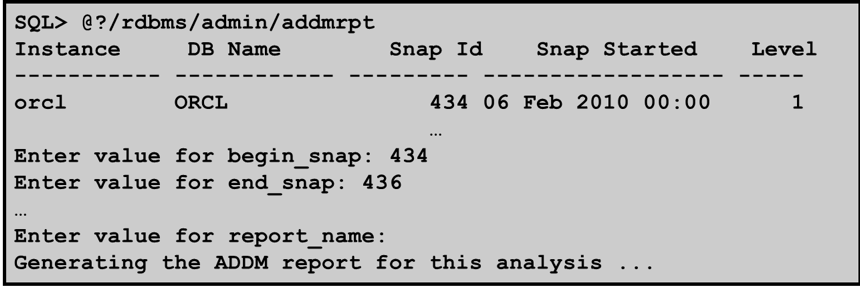 SQL> @?/rdbms/admin/addmrpt
Instance     DB Name        Snap Id    Snap Started    Level
----------- ------------ --------- ------------------ -----
orcl        ORCL               434 06 Feb 2010 00:00      1
…
Enter value for begin_snap: 434
Enter value for end_snap: 436
…
Enter value for report_name:
Generating the ADDM report for this analysis ...